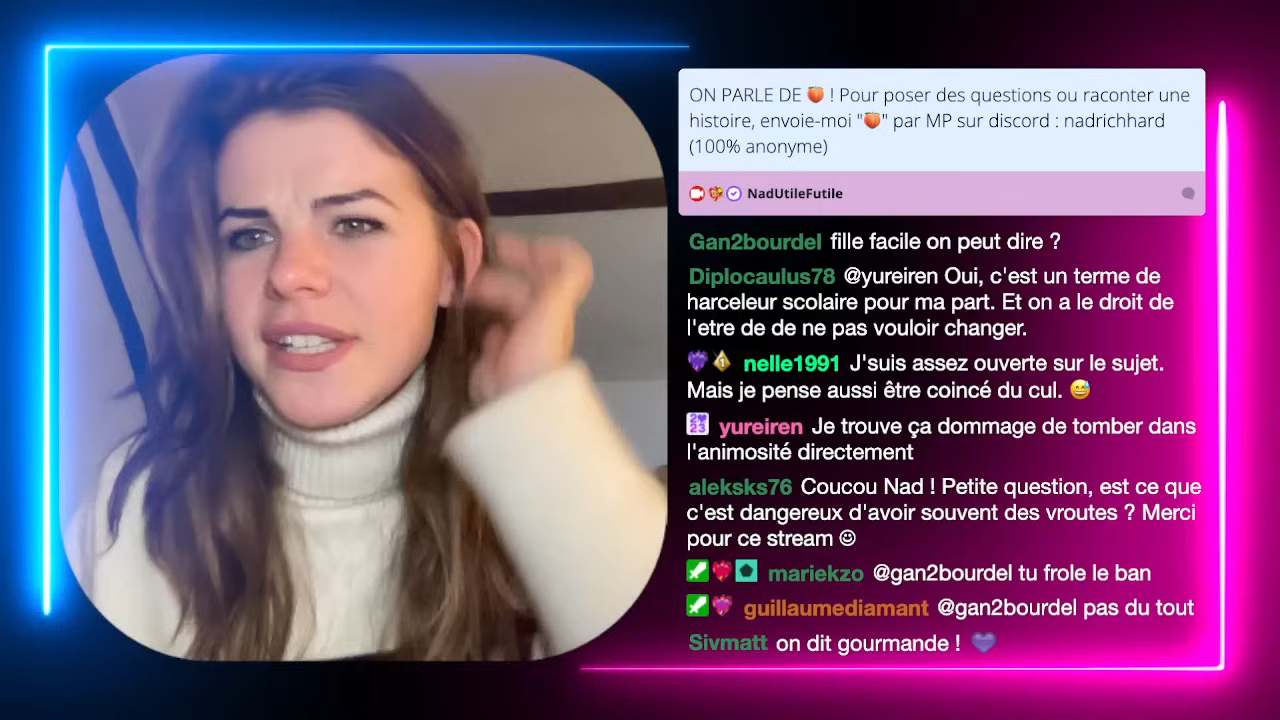 ON PARLE DE 🍑 ! Pour poser des questions ou raconter une
histoire, envoie-moi "🍑" par MP sur discord : nadrichhard
(100% anonyme)
NadUtileFutile
Gan2bourdel fille facile on peut dire ?
Diplocaulus78 @yureiren Oui, c'est un terme de
harceleur scolaire pour ma part. Et on a le droit de
l'etre de de ne pas vouloir changer.
1 nelle1991 J'suis assez ouverte sur le sujet.
Mais je pense aussi être coincé du cul. 😅
2023 yureiren Je trouve ça dommage de tomber dans
l'animosité directement
aleksks76 Coucou Nad ! Petite question, est ce que
c'est dangereux d'avoir souvent des vroutes ? Merci
pour ce stream ☺
mariekzo @gan2bourdel tu frole le ban
guillaumediamant @gan2bourdel pas du tout
Sivmatt on dit gourmande ! 💜